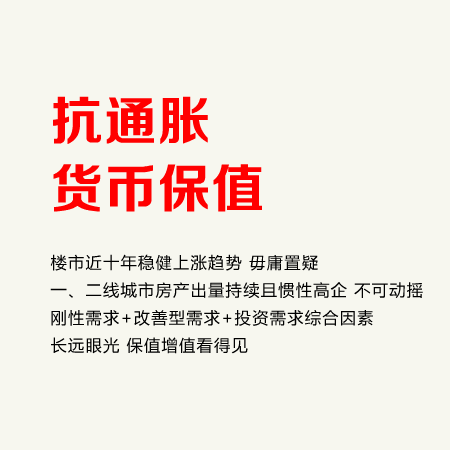 抗通胀
货币保值
楼市近十年稳健上涨趋势 毋庸置疑
一、二线城市房产出量持续且惯性高企 不可动摇
刚性需求+改善型需求+投资需求综合因素
长远眼光 保值增值看得见